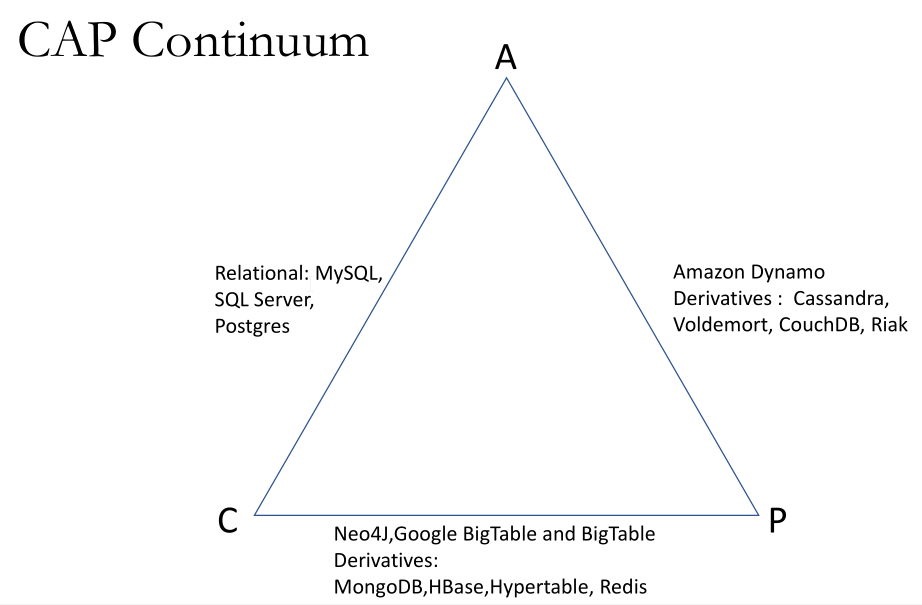 CAP Continuum
A
Relational: MySQL,
SQL Server,
Postgres
Amazon Dynamo
Derivatives :  Cassandra,
Voldemort, CouchDB, Riak
C
P
Neo4J,Google BigTable and BigTable
Derivatives:
MongoDB,HBase,Hypertable, Redis